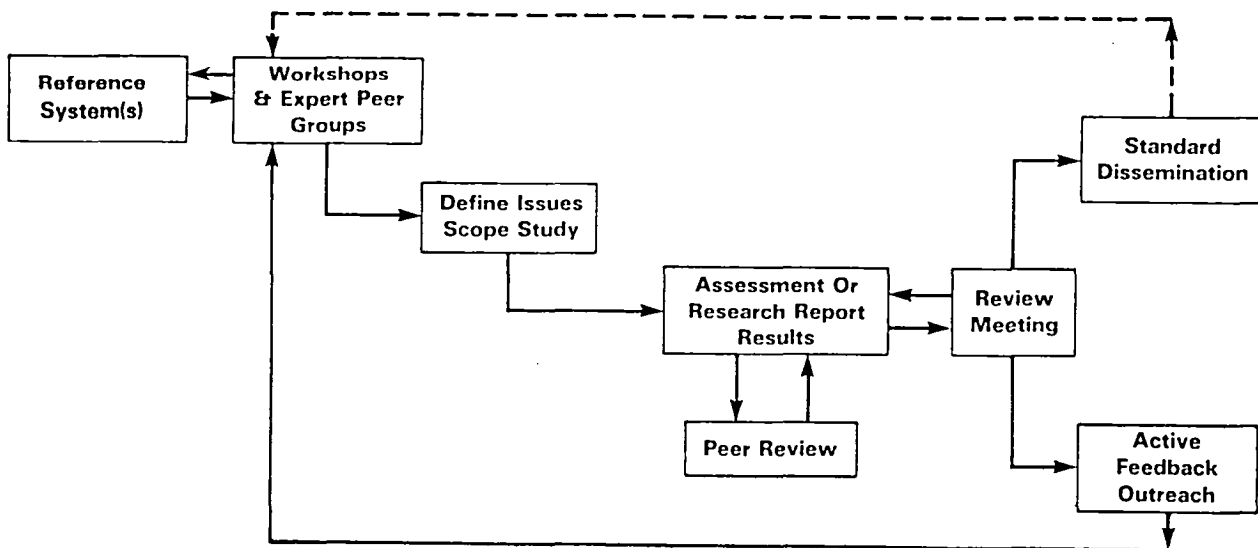 Reference
System(s)
Workshops
& Expert Peer
Groups
Define Issues
Scope Study
Assessment Or
Research Report
Results
Peer Review
Review
Meeting
Standard
Dissemination
Active
Feedback
Outreach